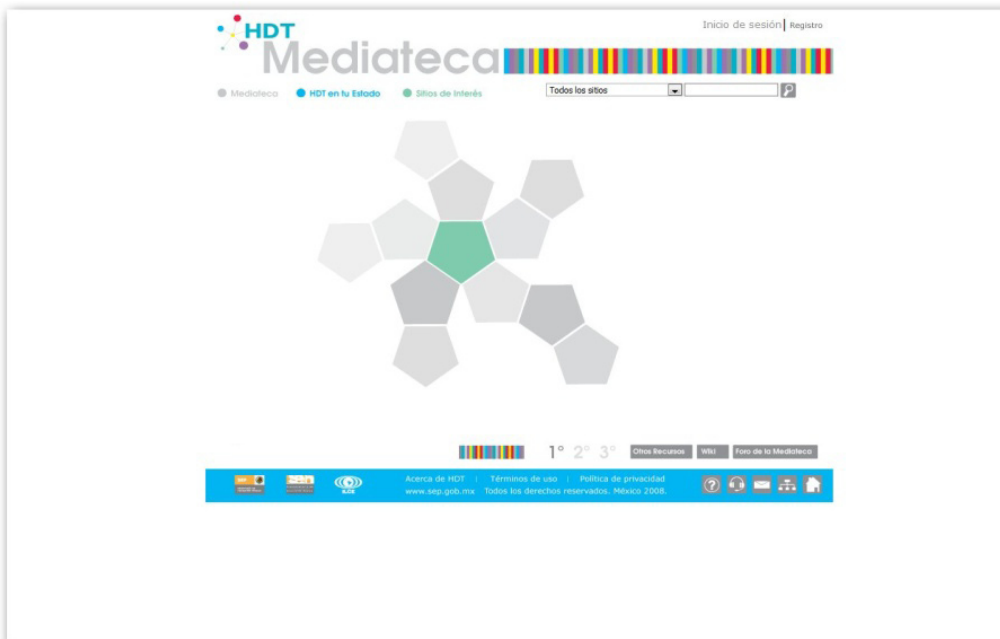 Inicio de sesión| Registro
HDT
Mediateca
Mediateca HDT en tu Estado Sitios de Interés Todos los sitios
1° 2° 3° Otros Recursos Wiki Foro de la Mediateca
Acerca de HDT | Términos de uso | Política de privacidad
www.sep.gob.mx Todos los derechos reservados. México 2008.